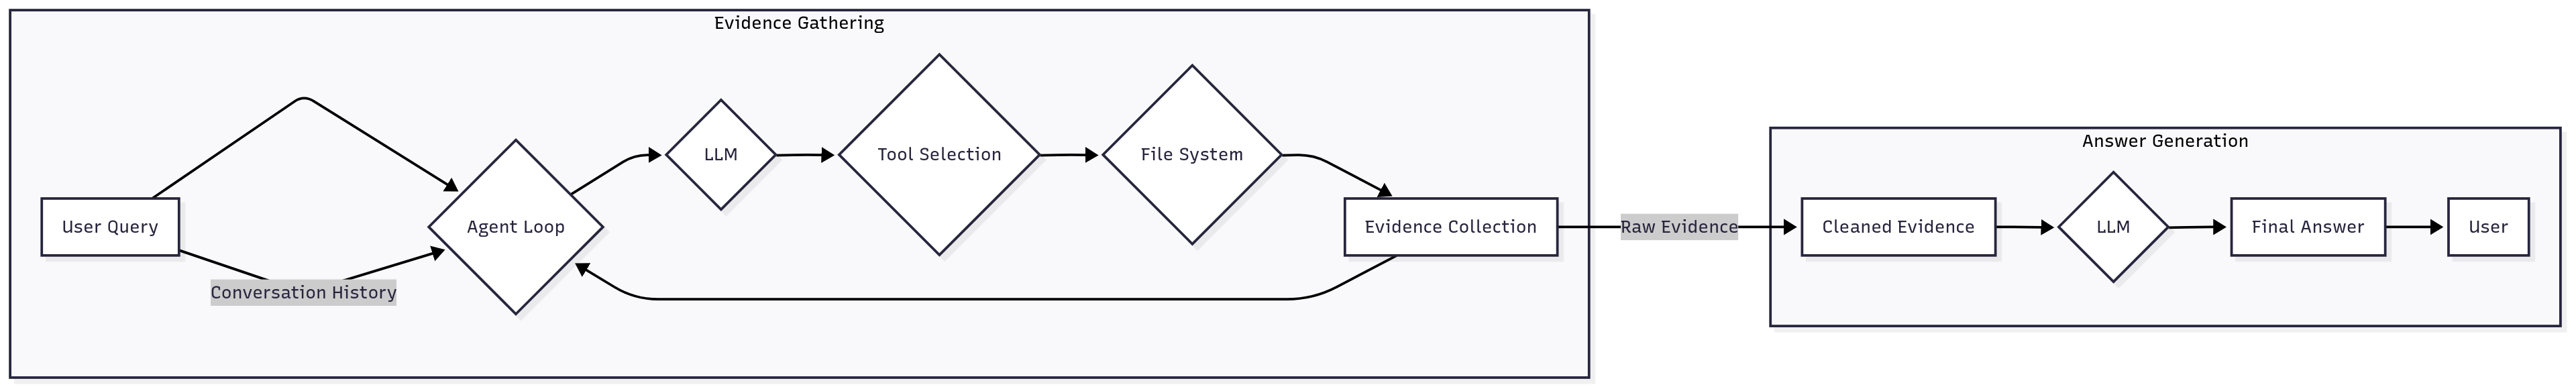 Evidence Gathering
User Query
Conversation History
Agent Loop
LLM
Tool Selection
File System
Evidence Collection
Raw Evidence
Answer Generation
Cleaned Evidence
LLM
Final Answer
User